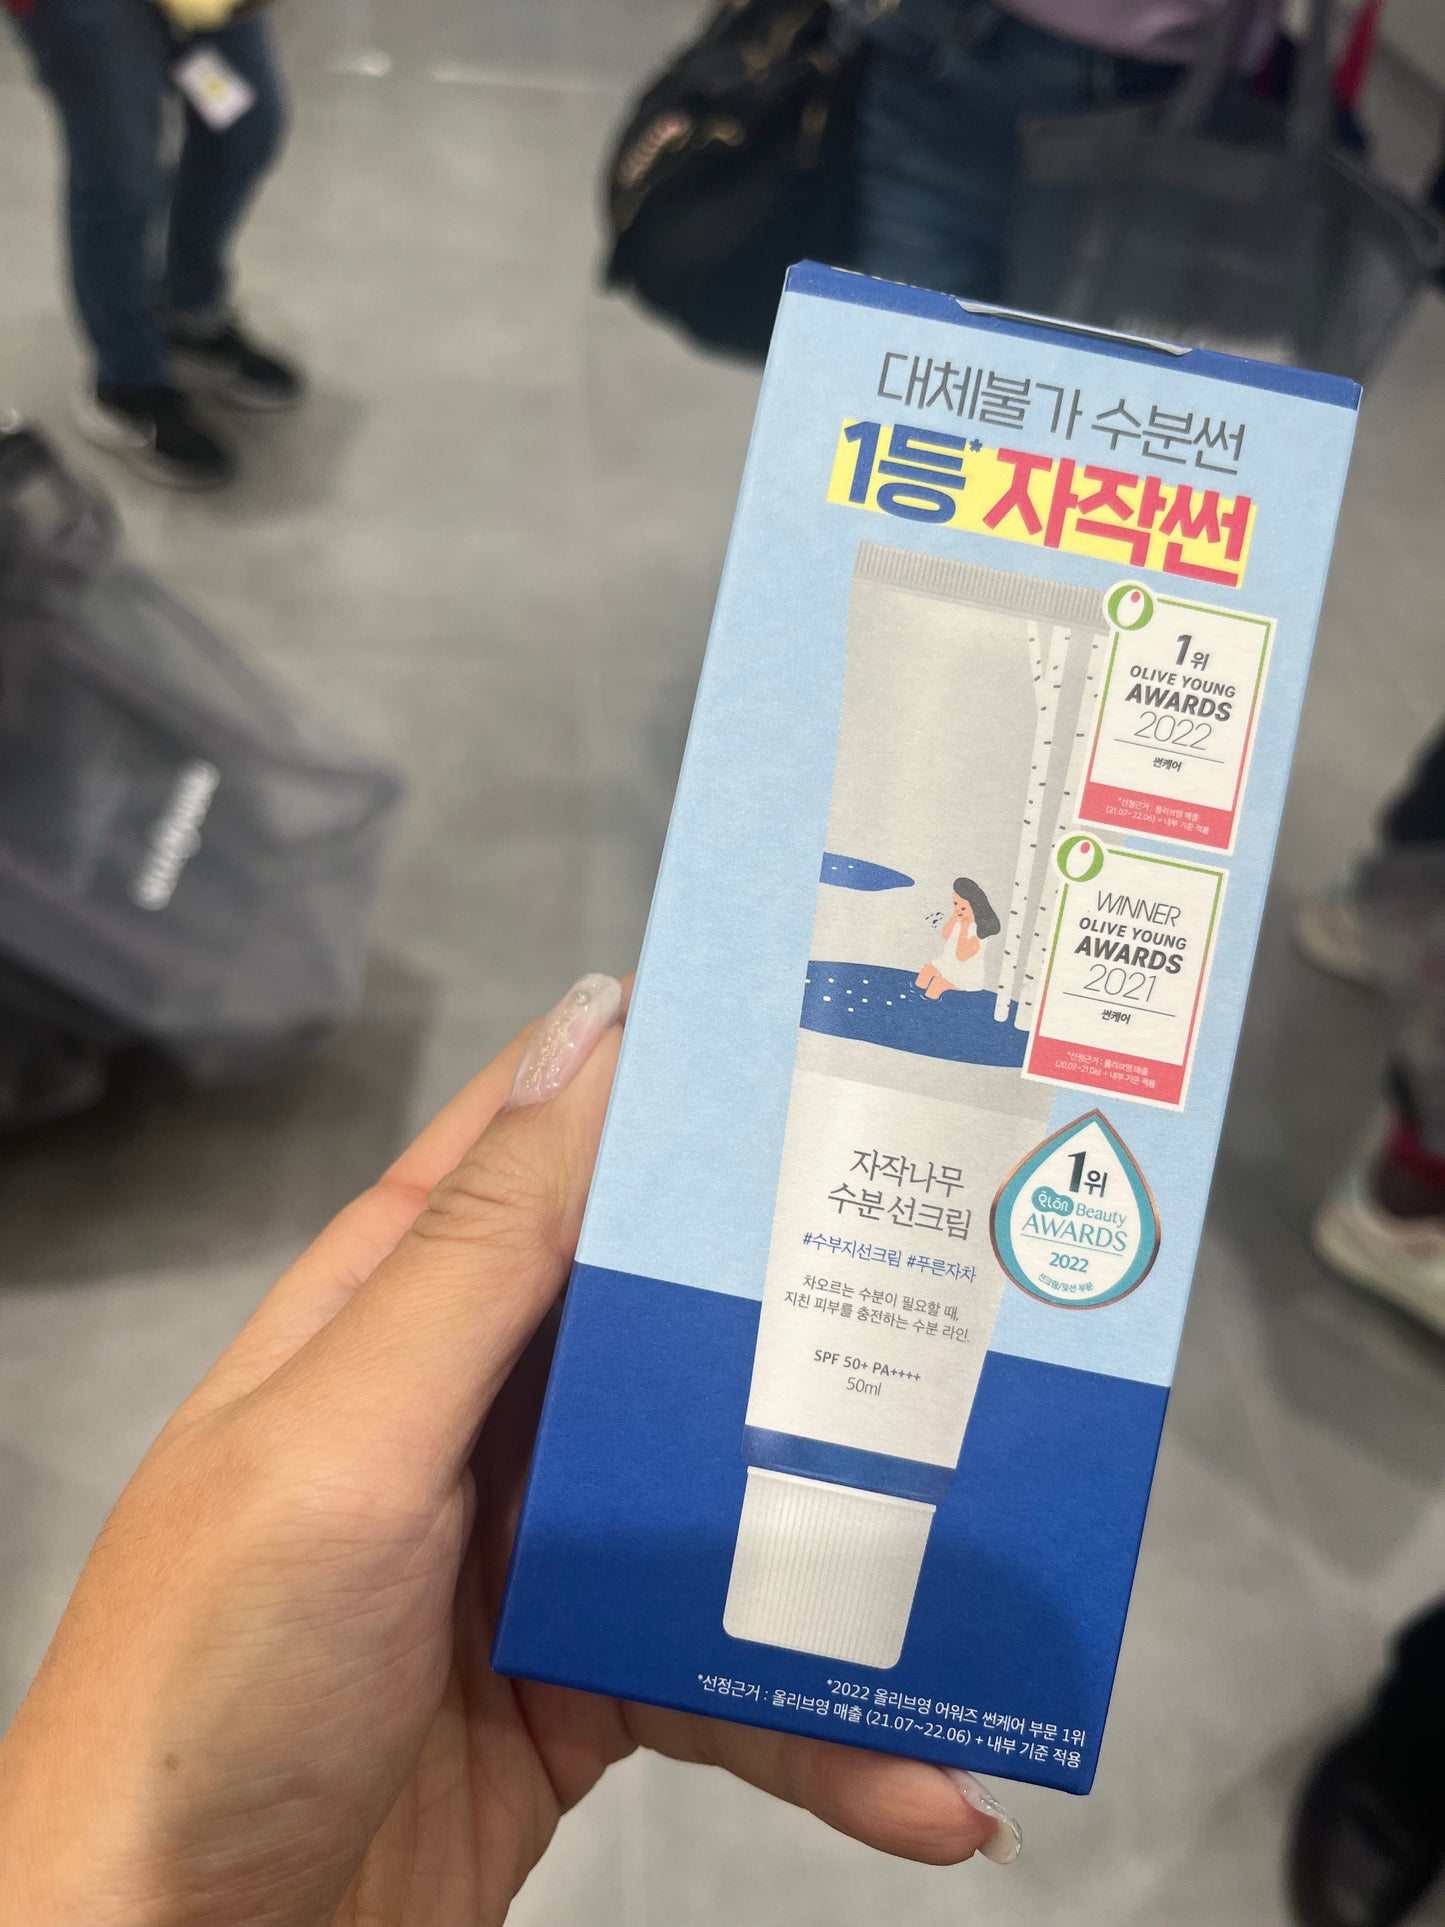 대체불가 수분썬
1등* 자작썬
1위
OLIVE YOUNG
AWARDS
2022
썬케어
*선정근거 : 올리브영 매출
(21.07~22.06) + 내부 기준 적용
WINNER
OLIVE YOUNG
AWARDS
2021
썬케어
*선정근거 : 올리브영 매출
(20.07~21.06) + 내부 기준 적용
자작나무
수분 선크림
#수부지선크림 #푸른자차
차오르는 수분이 필요할 때,
지친 피부를 충전하는 수분 라인.
SPF 50+ PA++++
50ml
1위
Qlōn Beauty
AWARDS
2022
선크림/로션 부문
*2022 올리브영 어워즈 썬케어 부문 1위
*선정근거 : 올리브영 매출 (21.07~22.06) + 내부 기준 적용